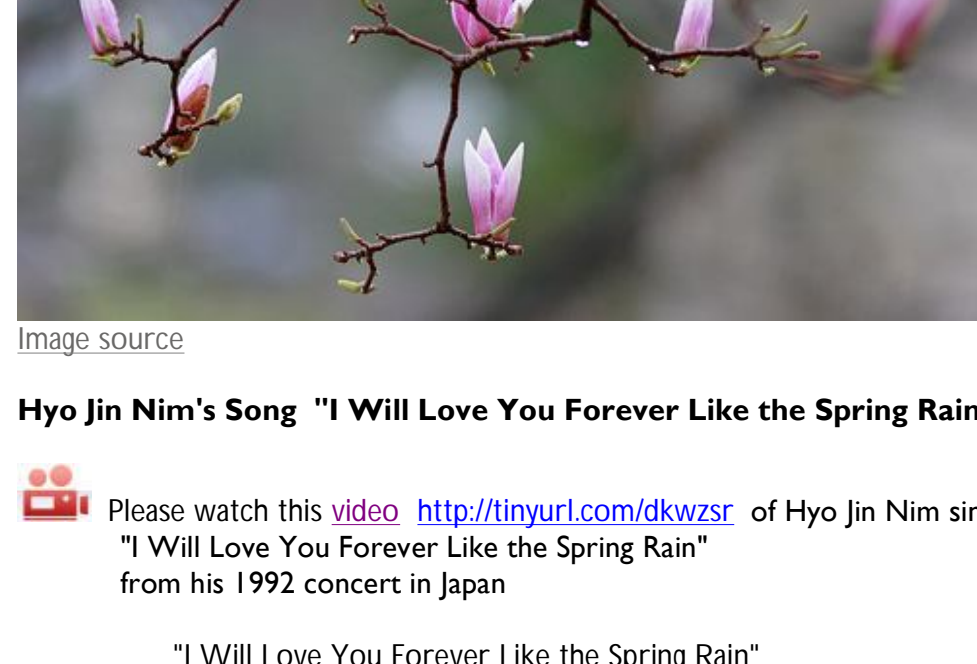 Image source
Hyo Jin Nim's Song "I Will Love You Forever Like the Spring Rain
Please watch this video http://tinyurl.com/dkwzsr of Hyo Jin Nim
"I Will Love You Forever Like the Spring Rain"
from his 1992 concert in Japan
"I Will Love You Forever Like the Spring Rain"